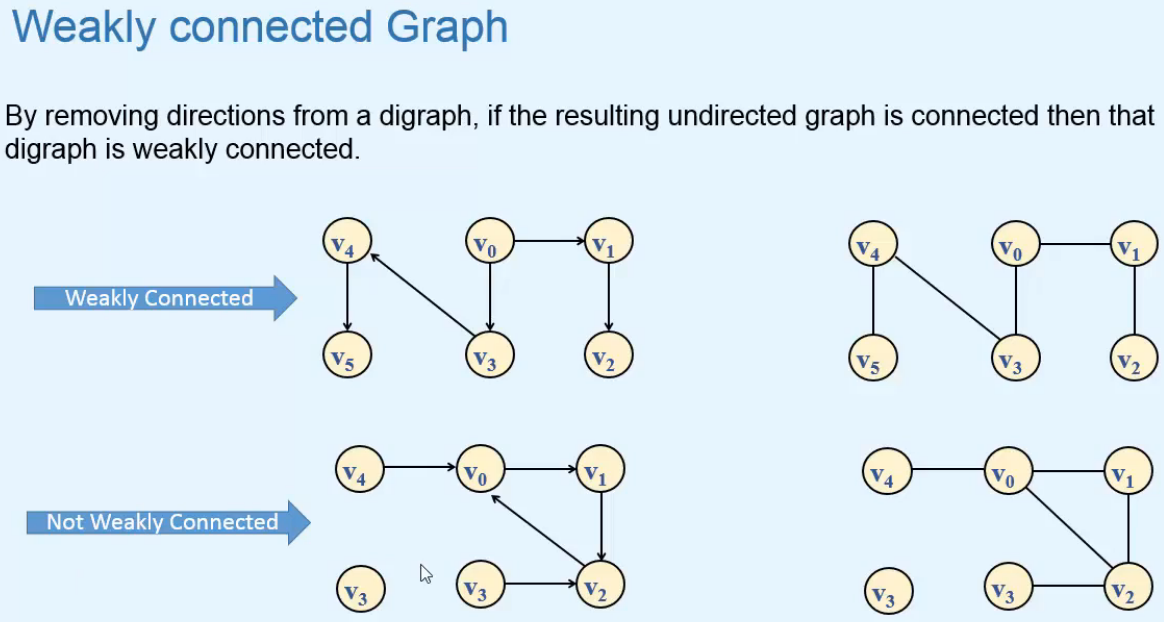 Weakly connected Graph
By removing directions from a digraph, if the resulting undirected graph is connected then that
digraph is weakly connected.
v4 v0 v1 v4 v0 v1
Weakly Connected
v5 v3 v2 v5 v3 v2
v4 v0 v1 v4 v0 v1
Not Weakly Connected
v3 v3 v2 v3 v3 v2